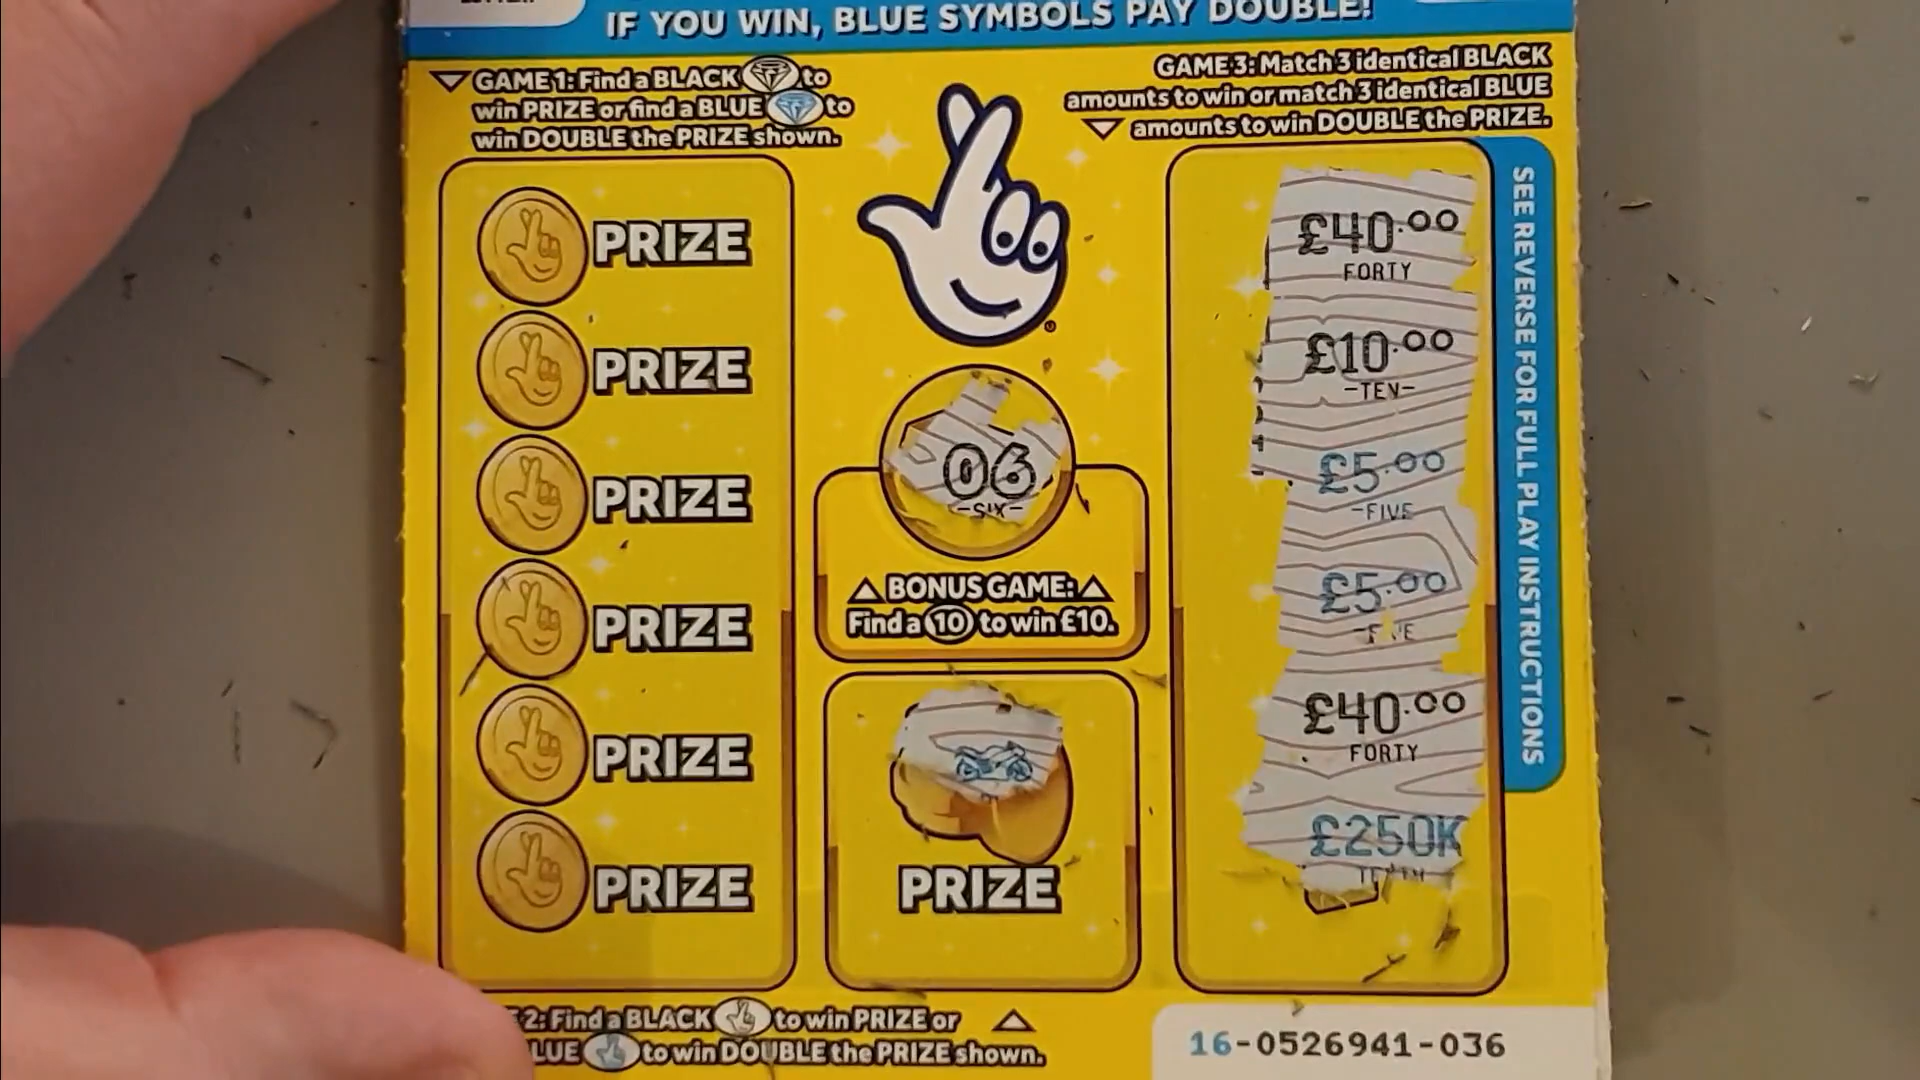 IF YOU WIN, BLUE SYMBOLS PAY DOUBLE!
GAME 1: Find a BLACK to
win PRIZE or find a BLUE to
win DOUBLE the PRIZE shown.
GAME 3: Match 3 identical BLACK
amounts to win or match 3 identical BLUE
amounts to win DOUBLE the PRIZE.
PRIZE
PRIZE
PRIZE
PRIZE
PRIZE
PRIZE
06
-SIX-
BONUS GAME:
Find a 10 to win £10.
PRIZE
£40.00
FORTY
£10.00
-TEN-
£5.00
-FIVE
£5.00
£40.00
FORTY
£250K
SEE REVERSE FOR FULL PLAY INSTRUCTIONS
2: Find a BLACK to win PRIZE or
LUE to win DOUBLE the PRIZE shown.
16-0526941-036